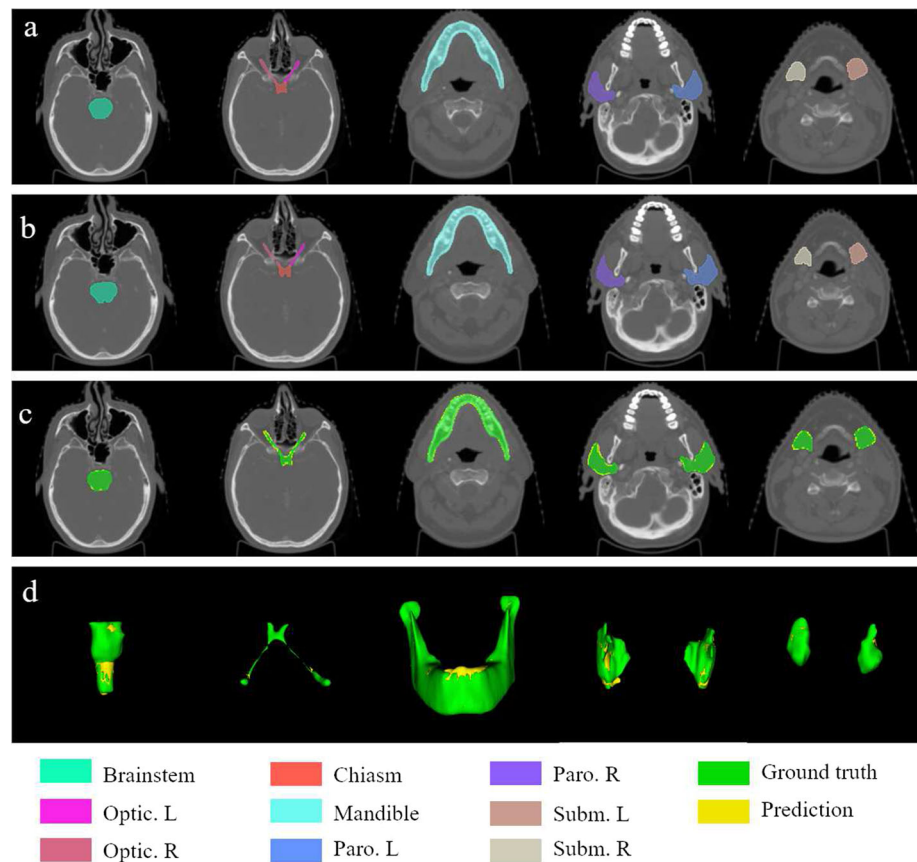 a
b
c
d
Brainstem
Chiasm
Paro. R
Ground truth
Optic. L
Mandible
Subm. L
Prediction
Optic. R
Paro. L
Subm. R